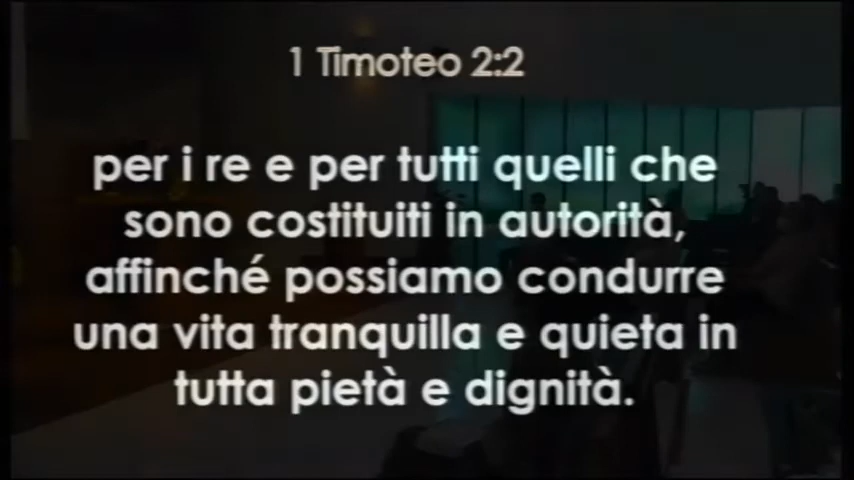 1 Timoteo 2:2
per i re e per tutti quelli che
sono costituiti in autorità,
affinché possiamo condurre
una vita tranquilla e quieta in
tutta pietà e dignità.